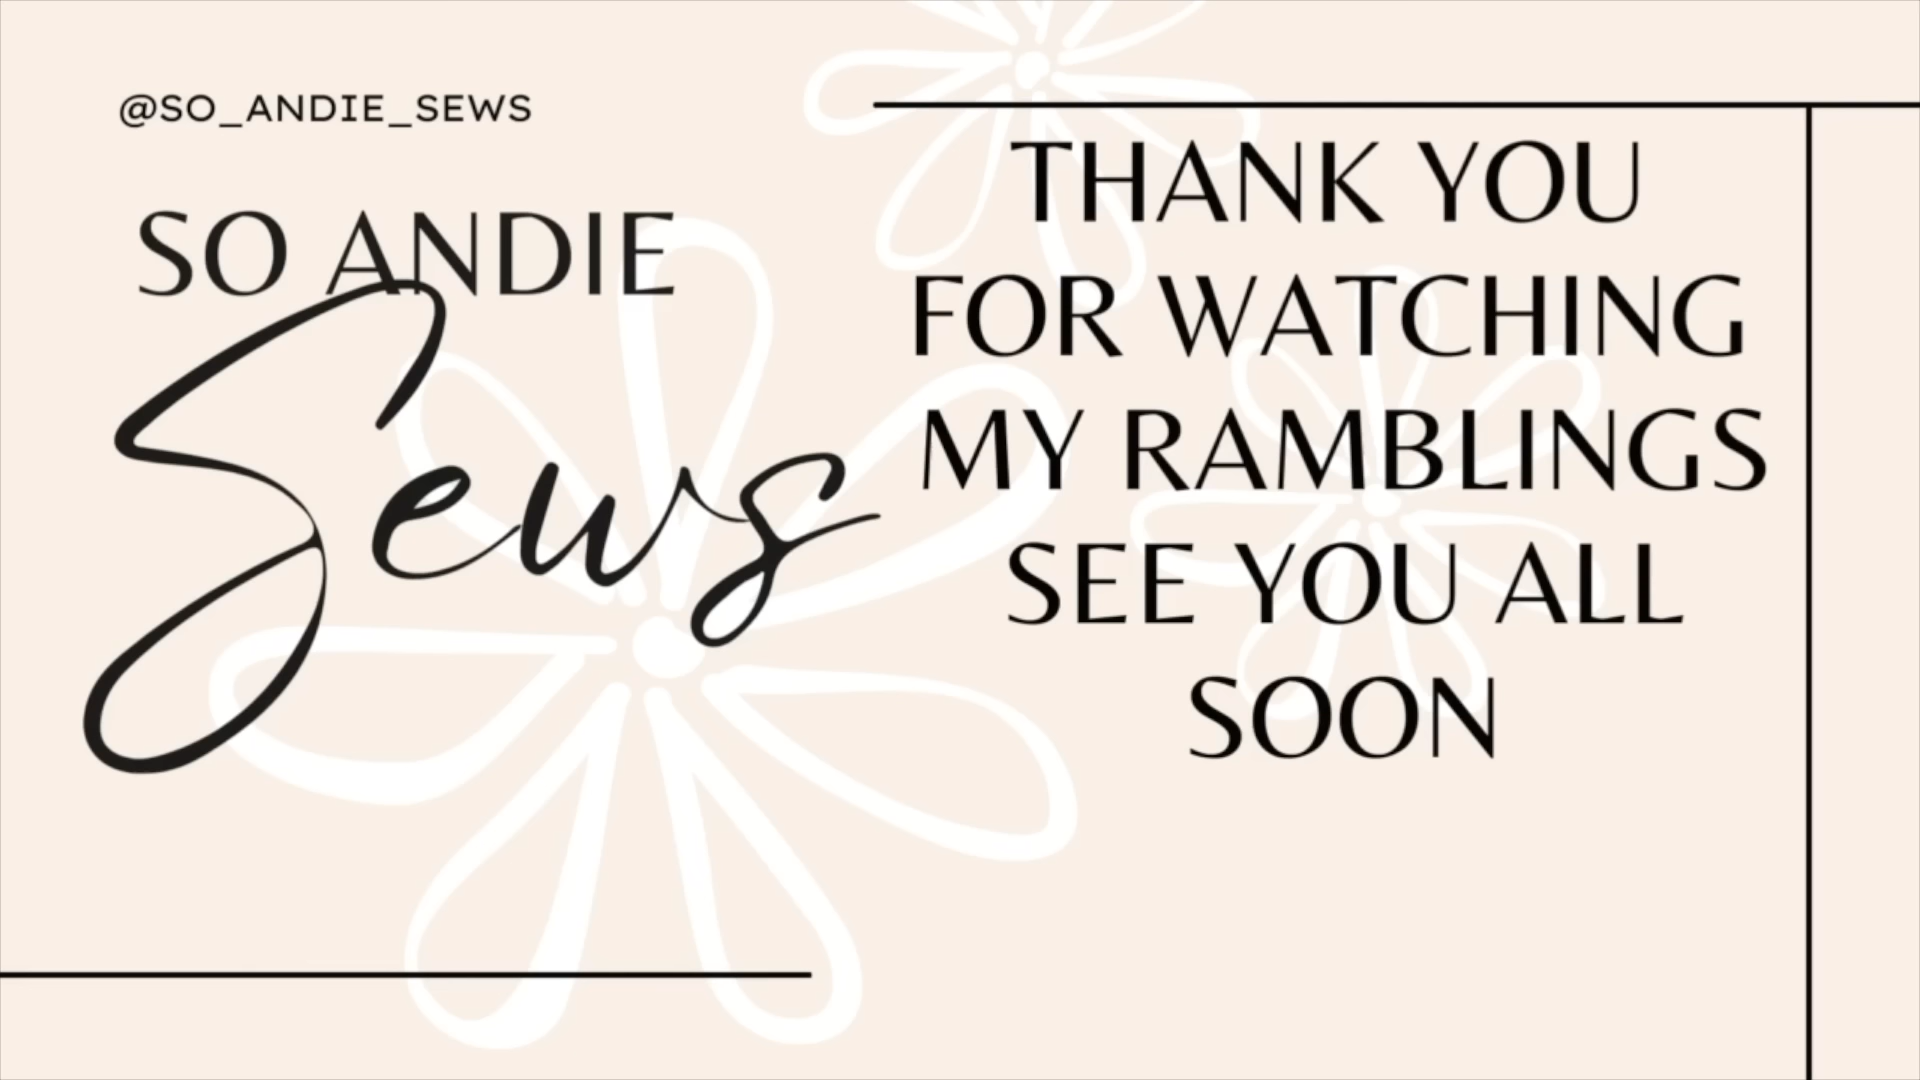 @SO_ANDIE_SEWS
SO ANDIE
Sews
THANK YOU
FOR WATCHING
MY RAMBLINGS
SEE YOU ALL
SOON